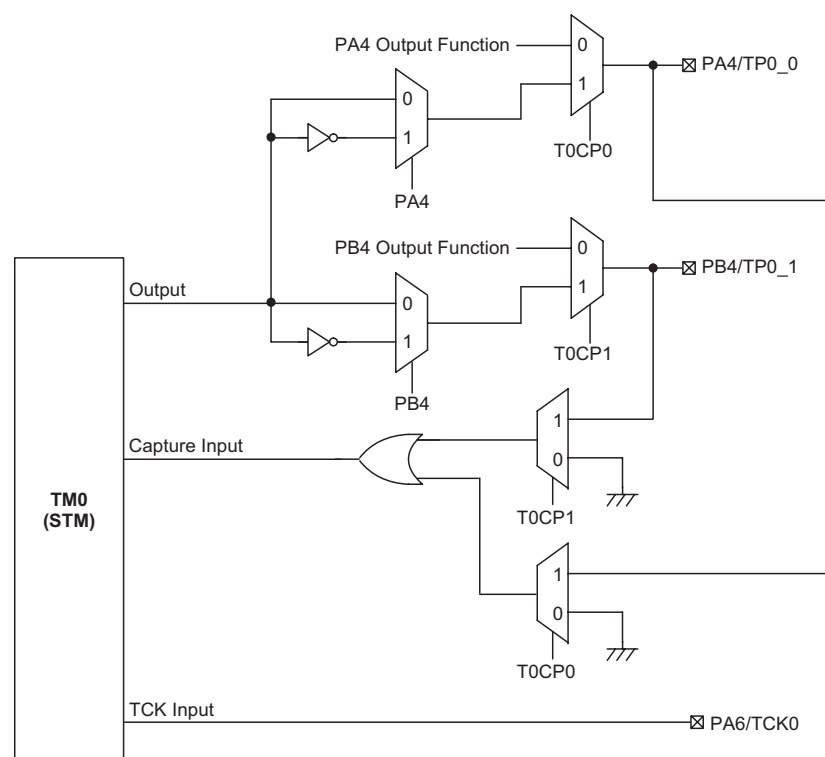 PA4 Output Function
0
1
PA4/TP0_0
T0CP0
0
1
PA4
PB4 Output Function
0
1
PB4/TP0_1
T0CP1
Output
0
1
PB4
Capture Input
1
0
T0CP1
TM0
(STM)
1
0
T0CP0
TCK Input
PA6/TCK0